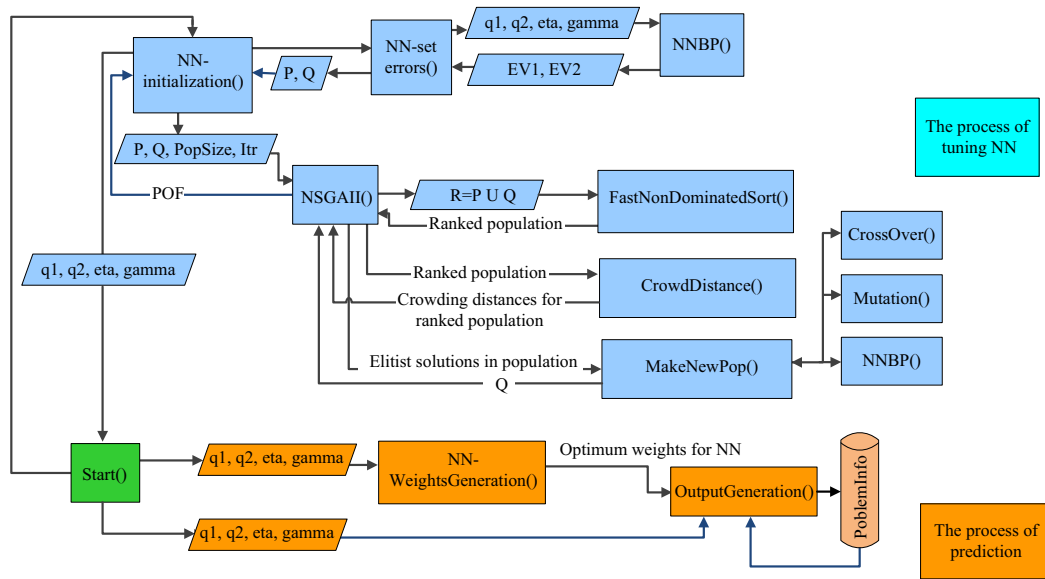 q1, q2, eta, gamma
NN-
initialization()
NN-set
errors()
NNBP()
P, Q
EV1, EV2
The process of
tuning NN
P, Q, PopSize, Itr
POF
NSGAII()
R=P U Q
FastNonDominatedSort()
Ranked population
CrossOver()
q1, q2, eta, gamma
Ranked population
CrowdDistance()
Crowding distances for
ranked population
Mutation()
Elitist solutions in population
Q
MakeNewPop()
NNBP()
Start()
q1, q2, eta, gamma
NN-
WeightsGeneration()
Optimum weights for NN
OutputGeneration()
PoblemInfo
q1, q2, eta, gamma
The process of
prediction